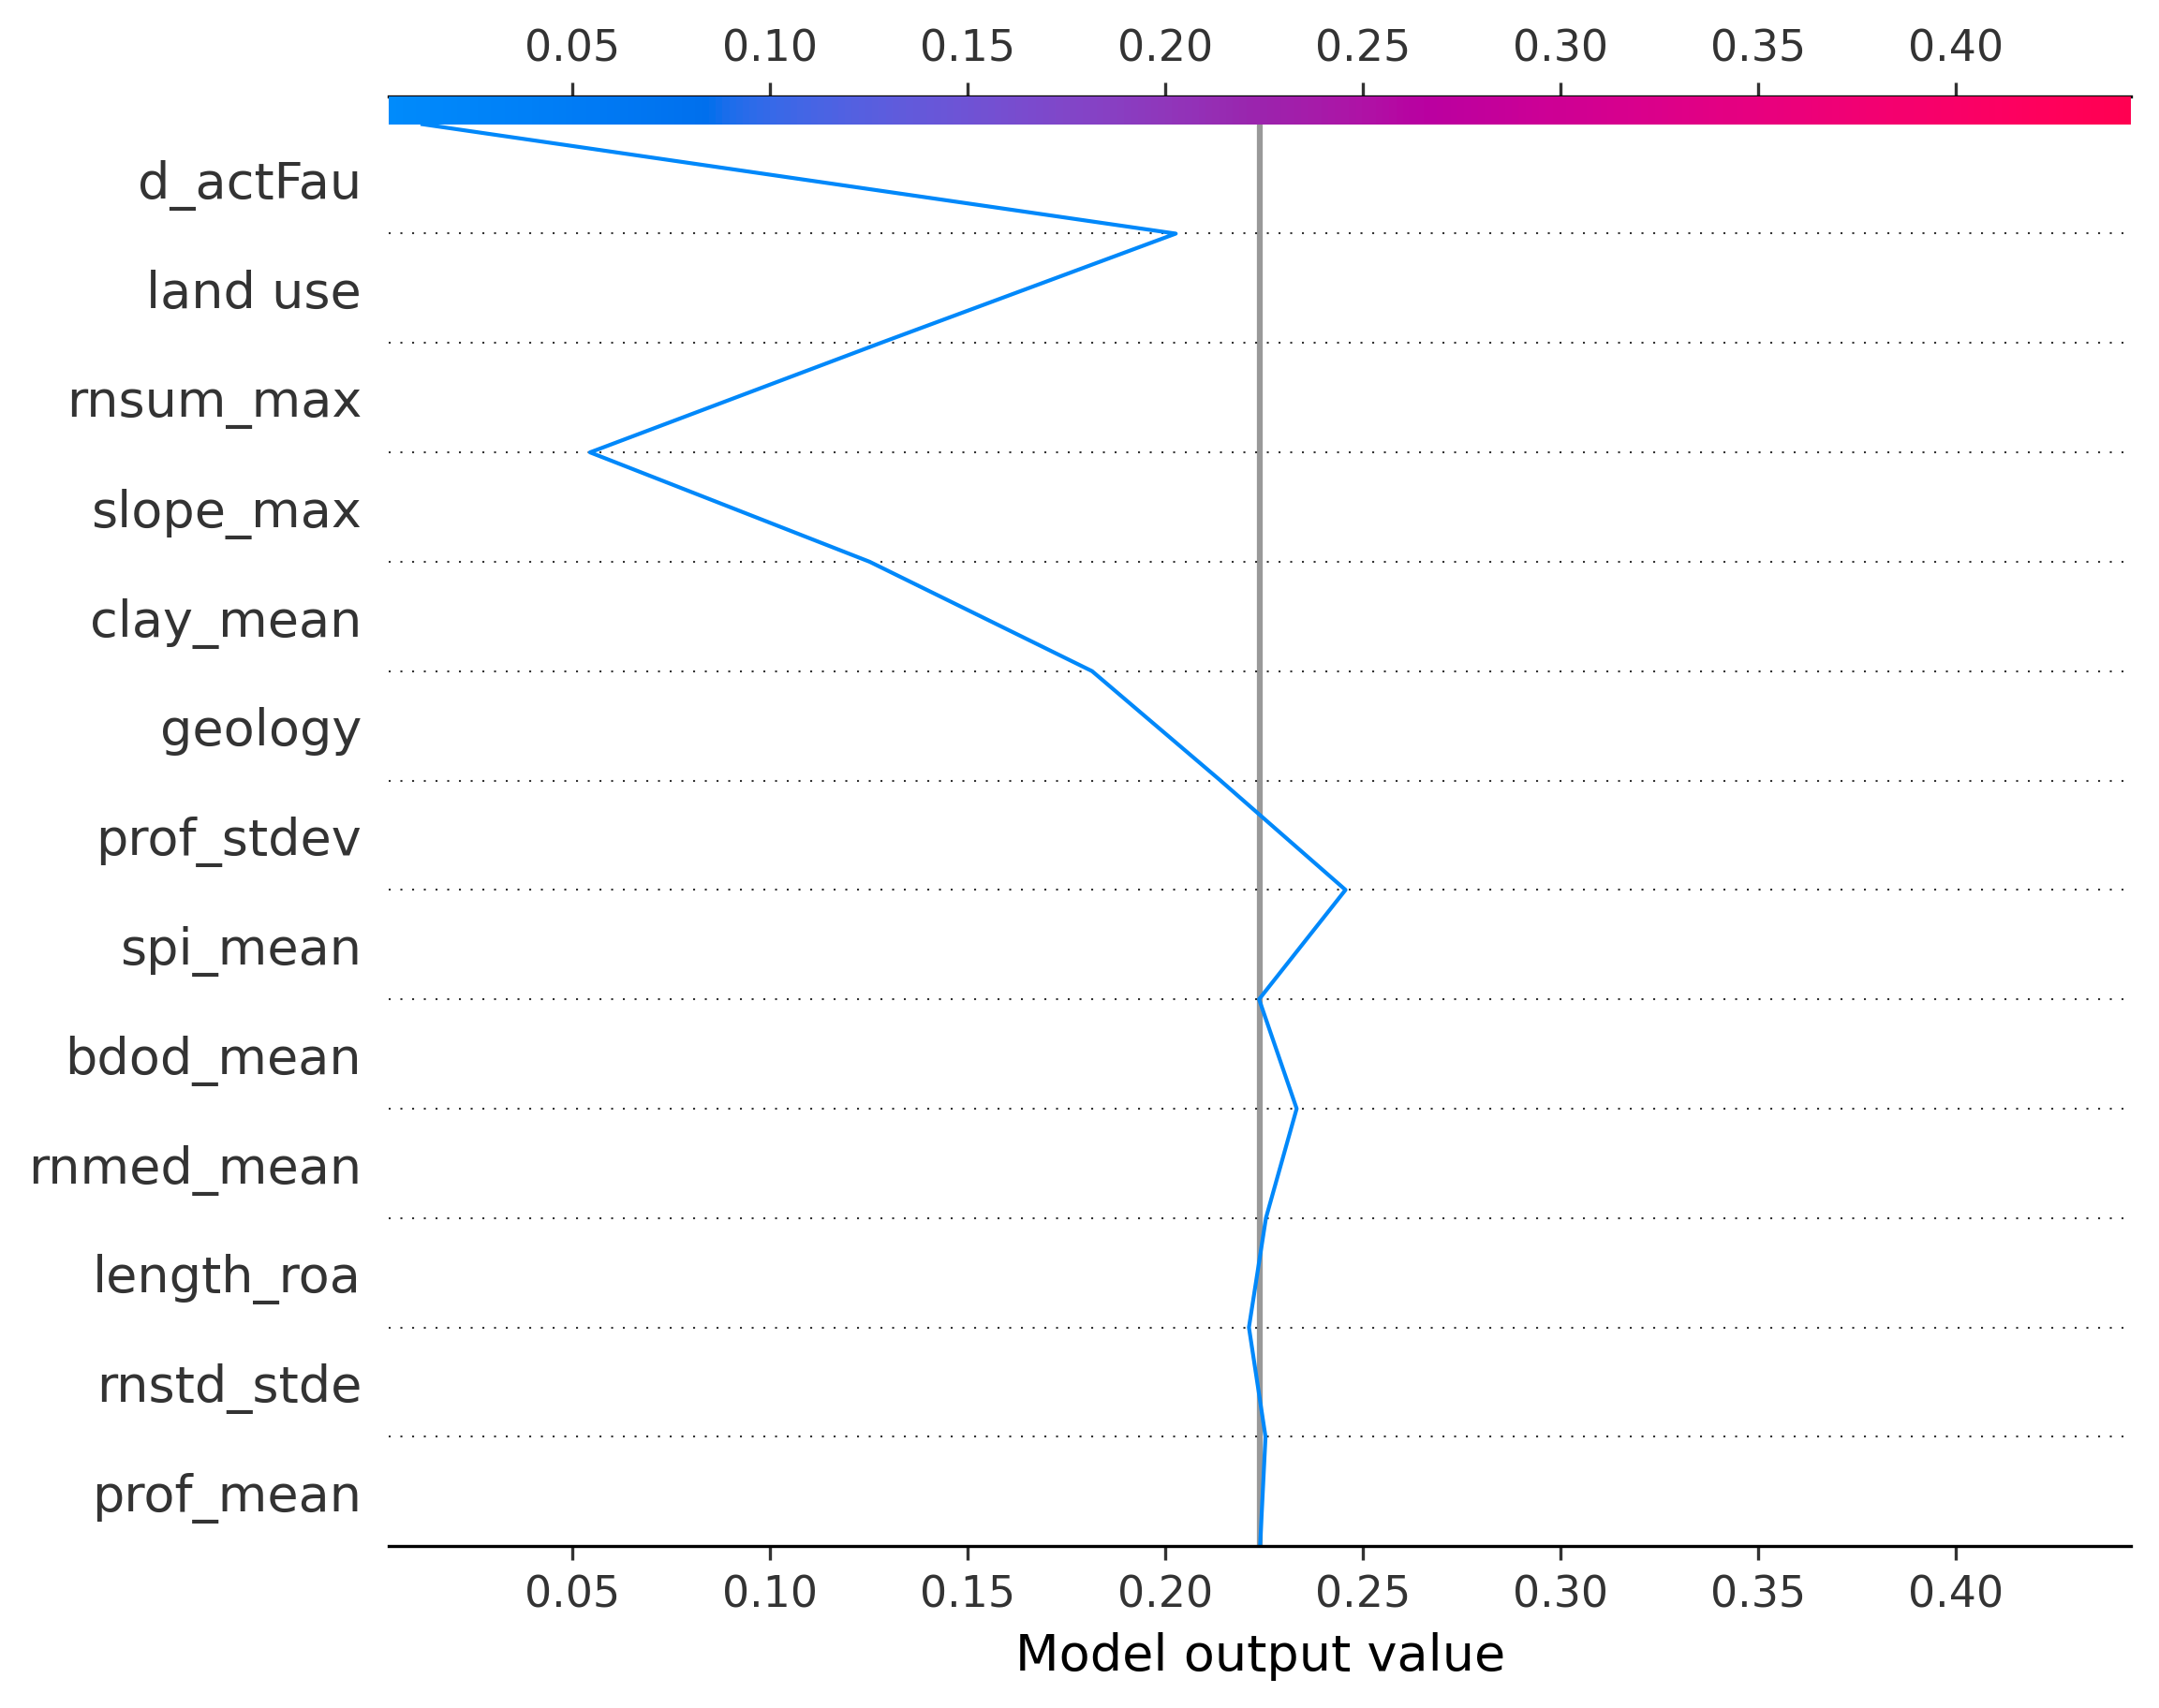 0.05 0.10 0.15 0.20 0.25 0.30 0.35 0.40
d_actFau
land use
rnsum_max
slope_max
clay_mean
geology
prof_stdev
spi_mean
bdod_mean
rnmed_mean
length_roa
rnstd_stde
prof_mean
0.05 0.10 0.15 0.20 0.25 0.30 0.35 0.40
Model output value